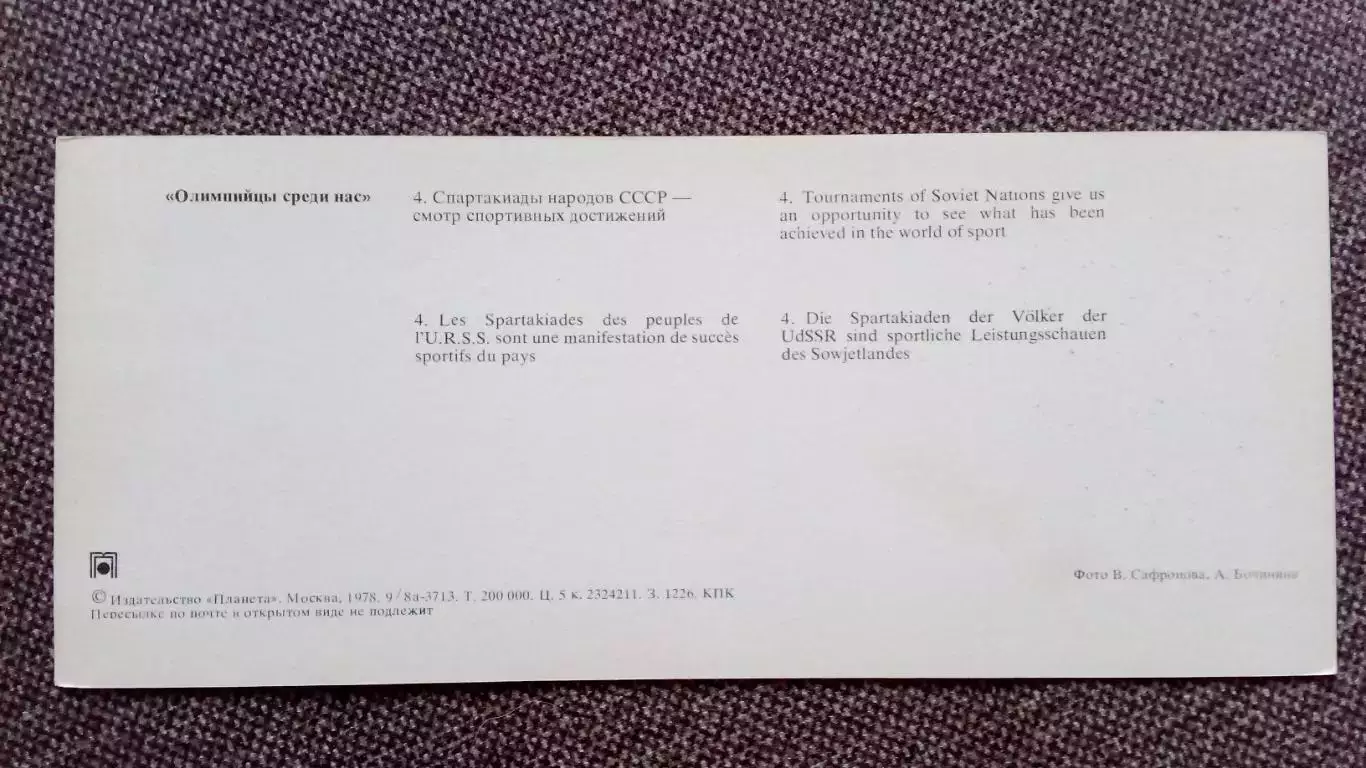 «Олимпийцы среди нас»
4. Спартакиады народов СССР —
смотр спортивных достижений
4. Tournaments of Soviet Nations give us
an opportunity to see what has been
achieved in the world of sport
4. Les Spartakiades des peuples de
l'U.R.S.S. sont une manifestation de succès
sportifs du pays
4. Die Spartakiaden der Völker der
UdSSR sind sportliche Leistungsschauen
des Sowjetlandes
Фото В. Сафронова, А.
© Издательство «Планета». Москва, 1978. 9/8а-3713. Т. 200 000. Ц. 5 к. 2324211. З. 1226. КПК
Пересылке по почте в открытом виде не подлежит